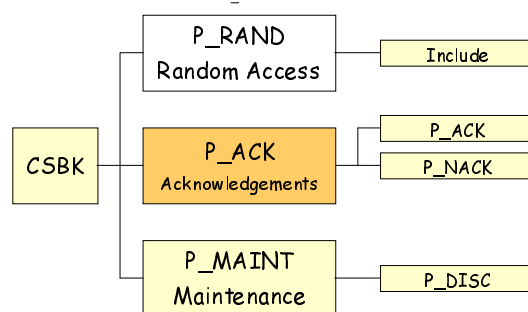 P_RAND
Random Access
Include
CSBK
P_ACK
Acknowledgements
P_ACK
P_NACK
P_MAINT
Maintenance
P_DISC